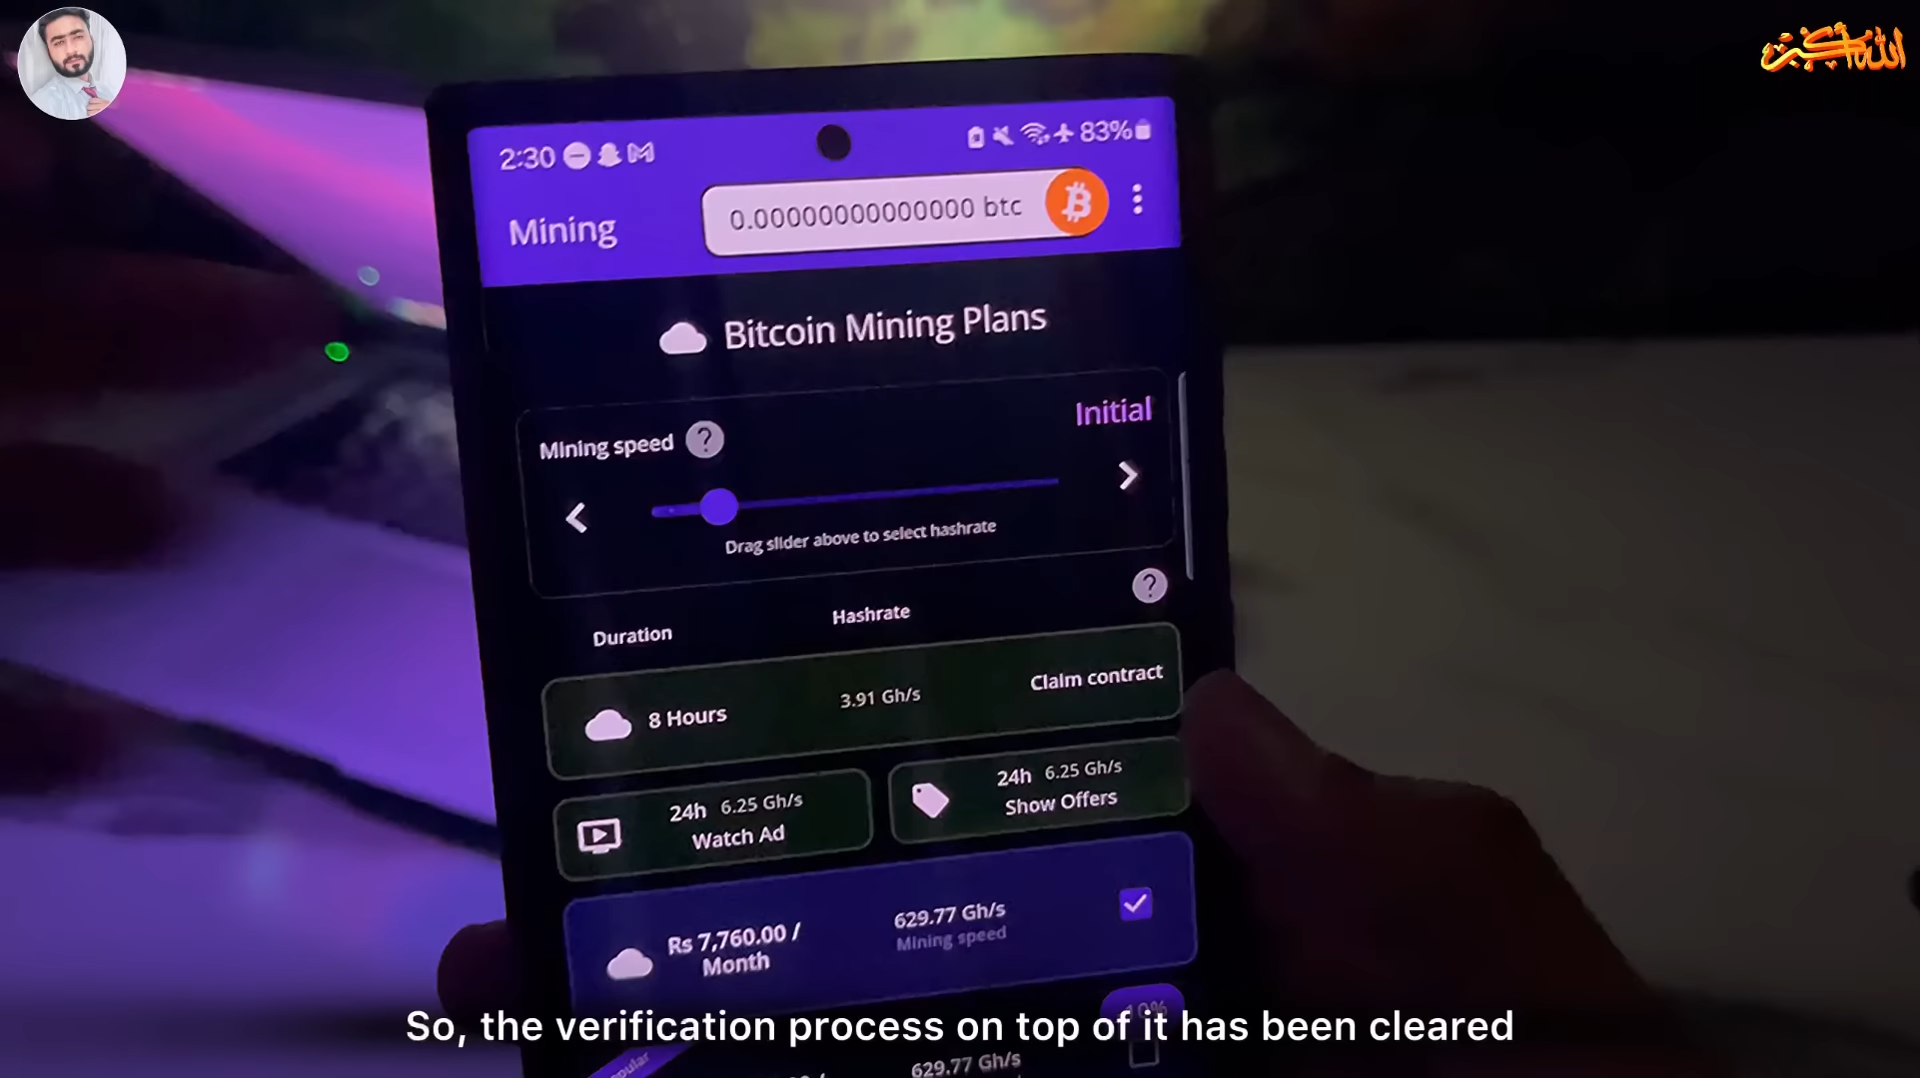 الله أكبر
2:30 83%
Mining 0.00000000000000 btc
Bitcoin Mining Plans
Initial
Mining speed ?
Drag slider above to select hashrate
?
Duration Hashrate
8 Hours 3.91 Gh/s Claim contract
24h 6.25 Gh/s
Watch Ad
24h 6.25 Gh/s
Show Offers
Rs 7,760.00 /
Month
629.77 Gh/s
Mining speed
So, the verification process on top of it has been cleared
629.77 Gh/s